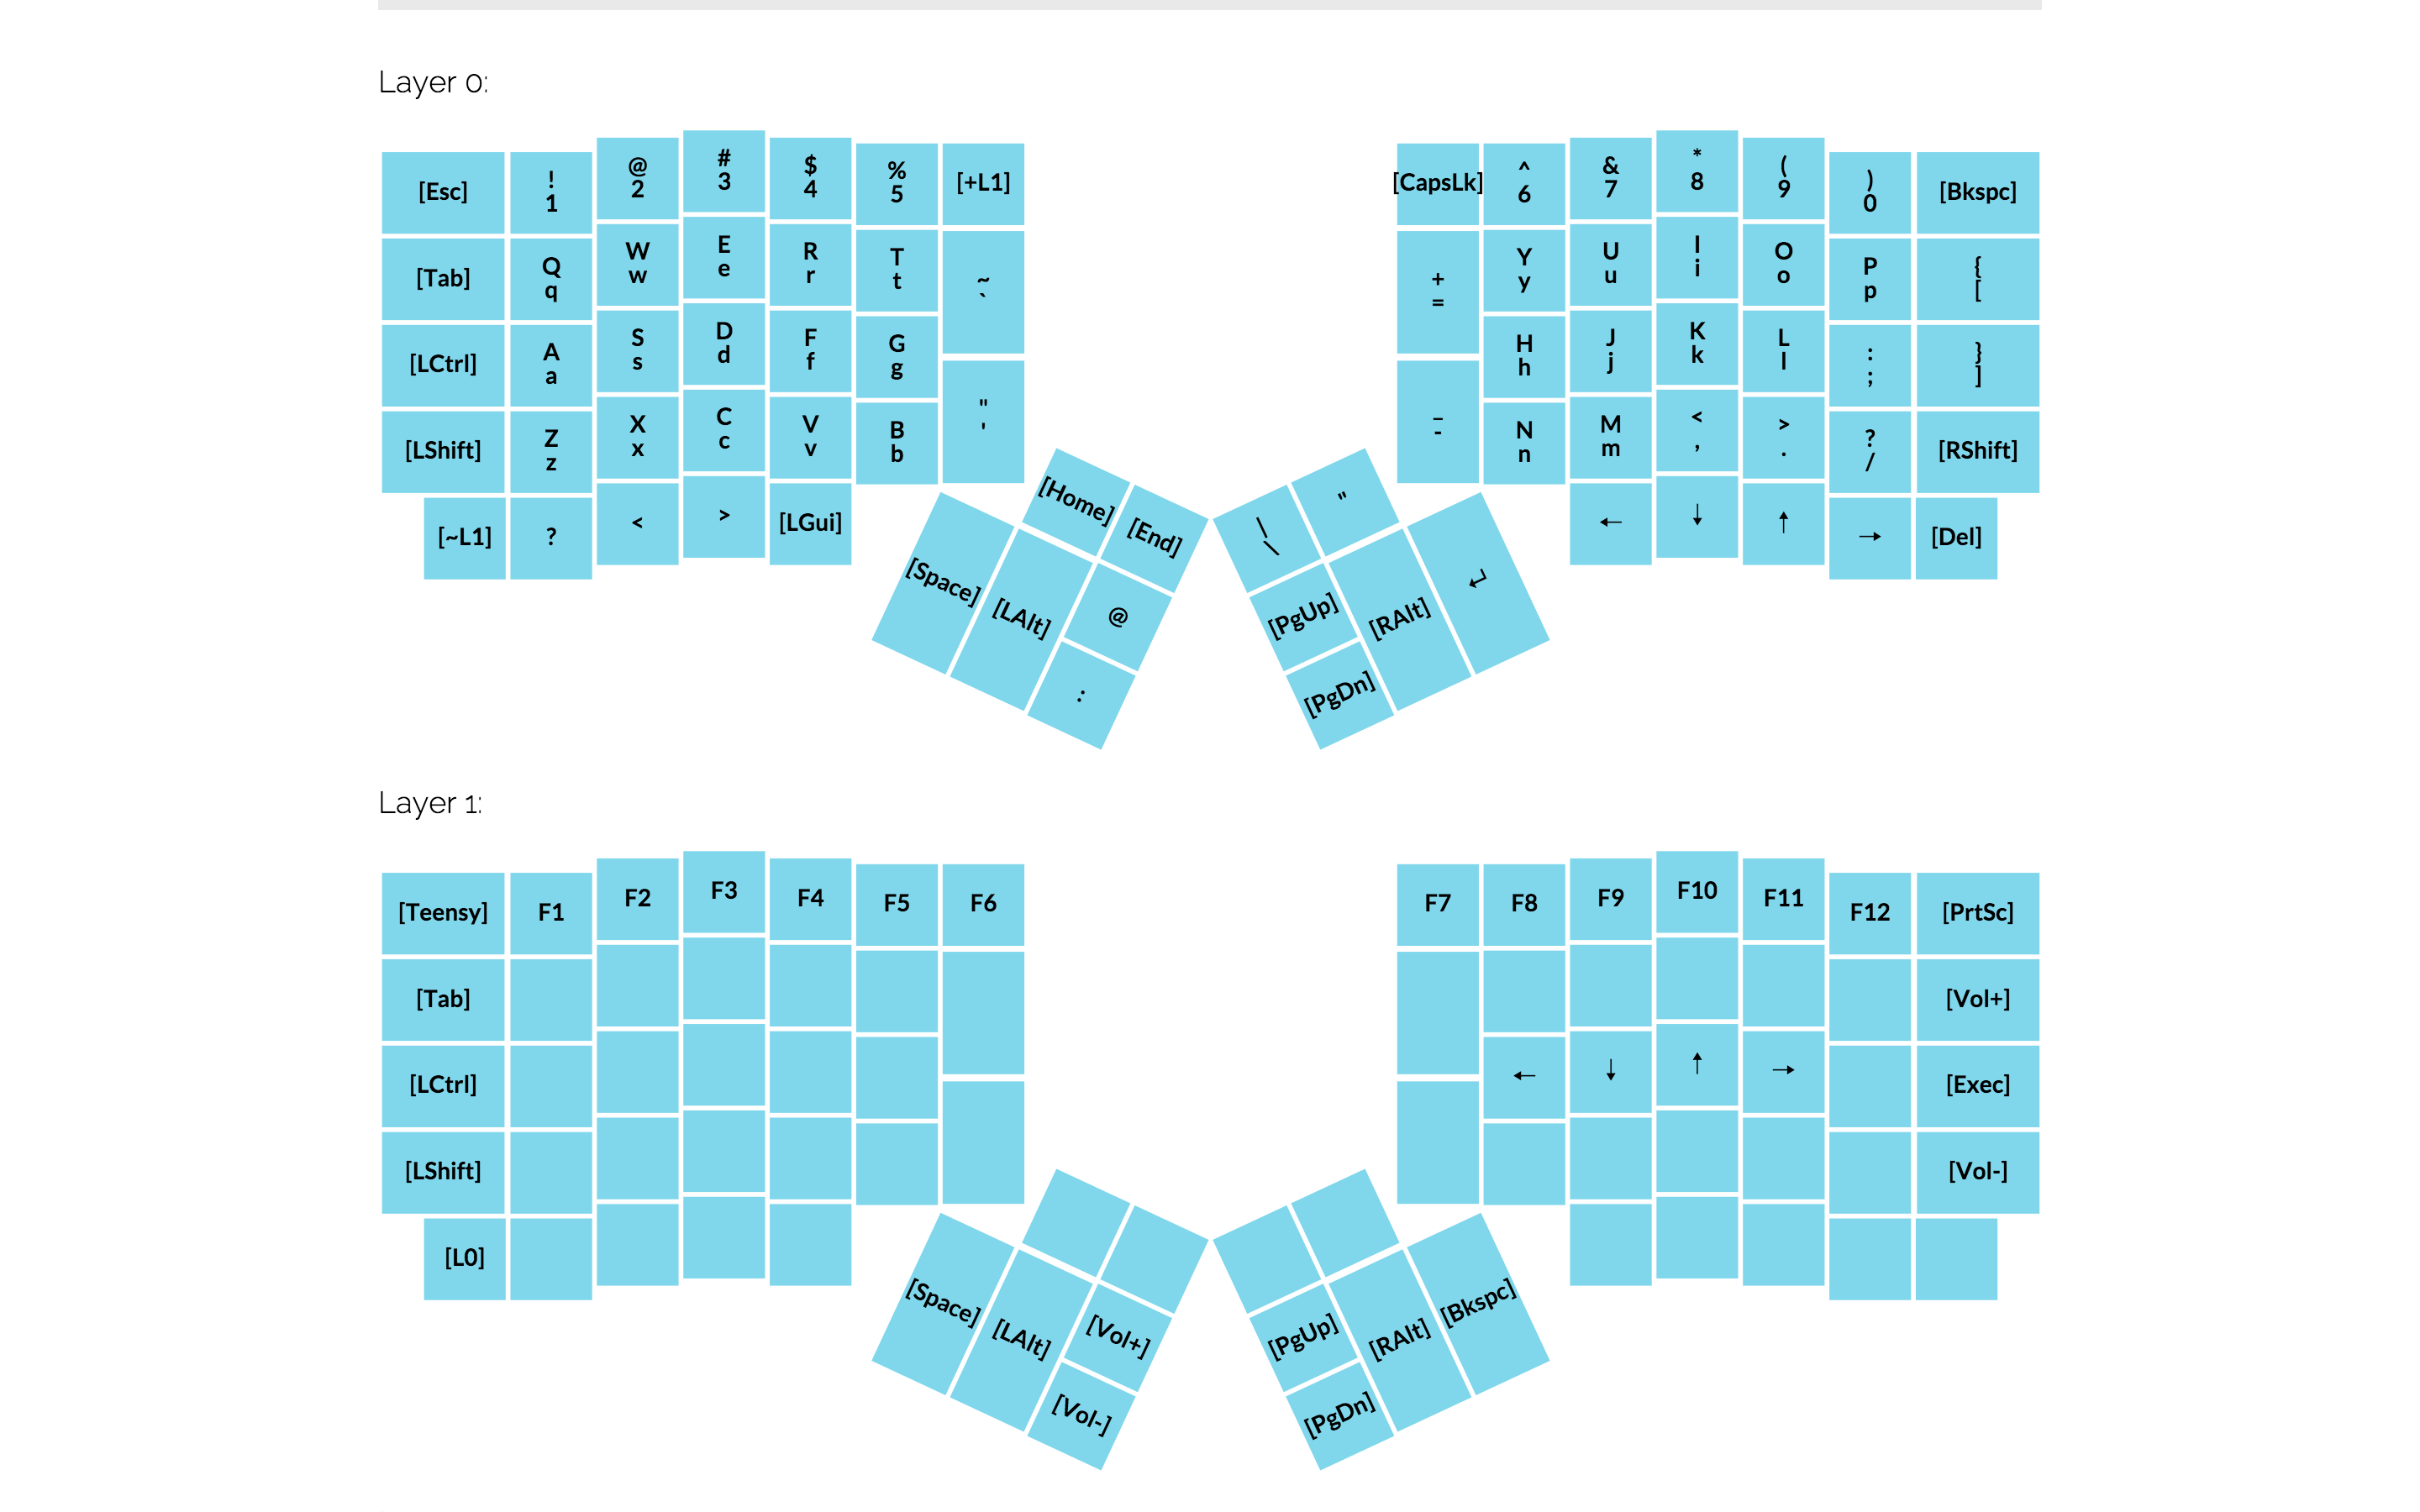 Layer 0:
[Esc] ! 1 @ 2 # 3 $ 4 % 5 [+L1] [CapsLk] ^ 6 & 7 * 8 ( 9 ) 0 [Bkspc]
[Tab] Q q W w E e R r T t ~ ` + = Y y U u I i O o P p { [
[LCtrl] A a S s D d F f G g H h J j K k L l : ; } ]
[LShift] Z z X x C c V v B b " ' _ - N n M m < , > . ? / [RShift]
[~L1] ? < > [LGui] ← ↓ ↑ → [Del]
[Home] [End] | \ "
[Space] [LAlt] @ [PgUp] [RAlt] ↵
: [PgDn]
Layer 1:
[Teensy] F1 F2 F3 F4 F5 F6 F7 F8 F9 F10 F11 F12 [PrtSc]
[Tab] [Vol+]
[LCtrl] ← ↓ ↑ → [Exec]
[LShift] [Vol-]
[L0]
[Space] [LAlt] [Vol+] [PgUp] [RAlt] [Bkspc]
[Vol-] [PgDn]